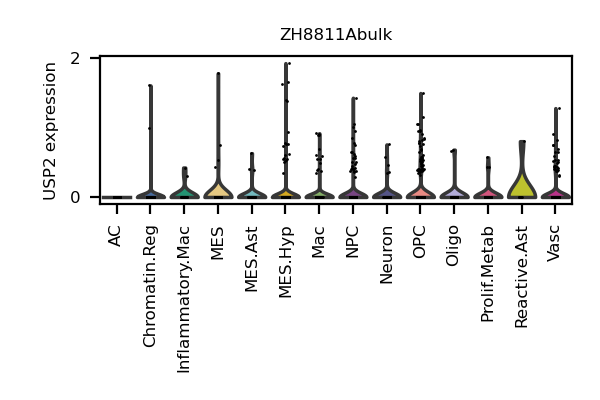 ZH8811Abulk
USP2 expression
2
0
AC
Chromatin.Reg
Inflammatory.Mac
MES
MES.Ast
MES.Hyp
Mac
NPC
Neuron
OPC
Oligo
Prolif.Metab
Reactive.Ast
Vasc